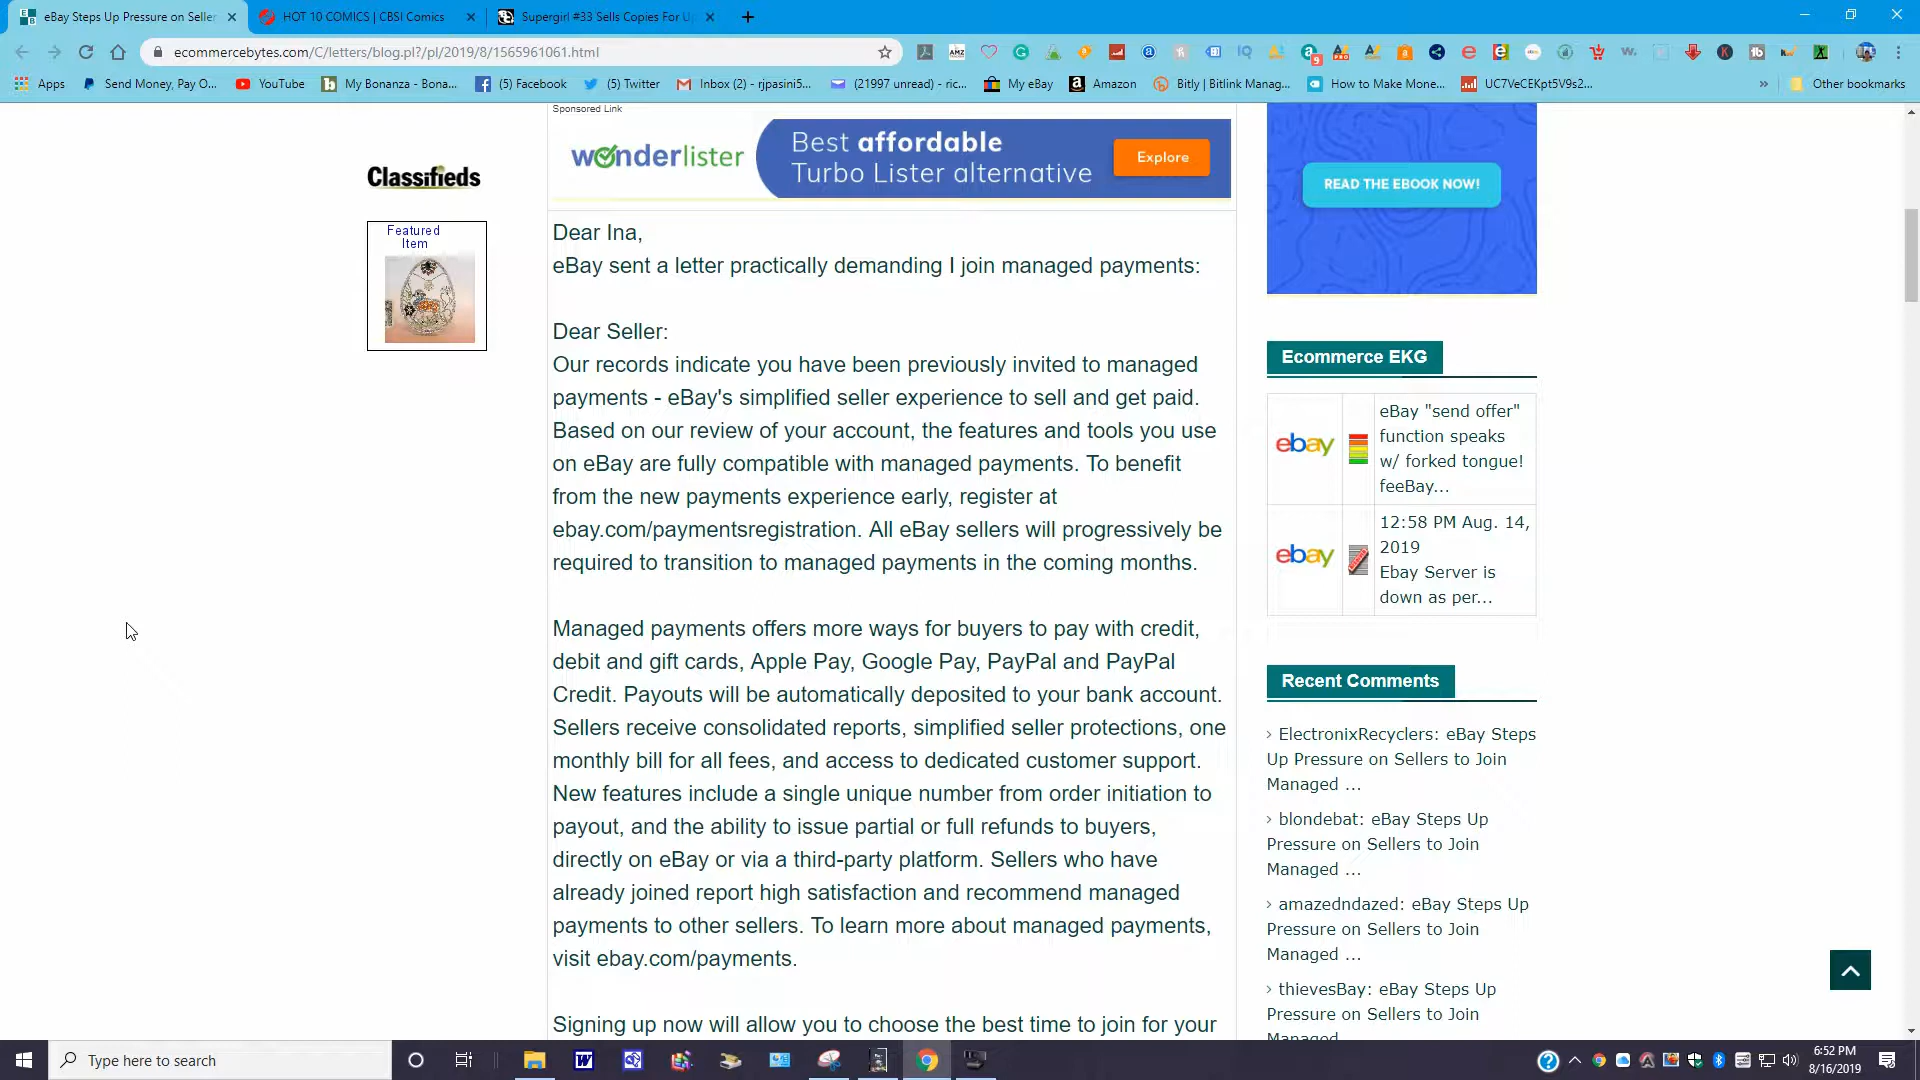 eBay Steps Up Pressure on Seller
HOT 10 COMICS | CBSI Comics
Supergirl #33 Sells Copies For U
ecommercebytes.com/C/letters/blog.pl?/pl/2019/8/1565961061.html
Apps
Send Money, Pay O...
YouTube
My Bonanza - Bona...
(5) Facebook
(5) Twitter
Inbox (2) - rjpasini5...
(21997 unread) - ric...
My eBay
Amazon
Bitly | Bitlink Manag...
How to Make Mone...
UC7VeCEKpt5V9s2...
»
Other bookmarks
Sponsored Link
wonderlister
Best affordable
Turbo Lister alternative
Explore
Classifieds
Featured
Item
Dear Ina,
eBay sent a letter practically demanding I join managed payments:
Dear Seller:
Our records indicate you have been previously invited to managed
payments - eBay's simplified seller experience to sell and get paid.
Based on our review of your account, the features and tools you use
on eBay are fully compatible with managed payments. To benefit
from the new payments experience early, register at
ebay.com/paymentsregistration. All eBay sellers will progressively be
required to transition to managed payments in the coming months.
Managed payments offers more ways for buyers to pay with credit,
debit and gift cards, Apple Pay, Google Pay, PayPal and PayPal
Credit. Payouts will be automatically deposited to your bank account.
Sellers receive consolidated reports, simplified seller protections, one
monthly bill for all fees, and access to dedicated customer support.
New features include a single unique number from order initiation to
payout, and the ability to issue partial or full refunds to buyers,
directly on eBay or via a third-party platform. Sellers who have
already joined report high satisfaction and recommend managed
payments to other sellers. To learn more about managed payments,
visit ebay.com/payments.
Signing up now will allow you to choose the best time to join for your
READ THE EBOOK NOW!
Ecommerce EKG
ebay
eBay "send offer"
function speaks
w/ forked tongue!
feeBay...
ebay
12:58 PM Aug. 14,
2019
Ebay Server is
down as per...
Recent Comments
› ElectronixRecyclers: eBay Steps
Up Pressure on Sellers to Join
Managed ...
› blondebat: eBay Steps Up
Pressure on Sellers to Join
Managed ...
› amazedndazed: eBay Steps Up
Pressure on Sellers to Join
Managed ...
› thievesBay: eBay Steps Up
Pressure on Sellers to Join
Managed
Type here to search
6:52 PM
8/16/2019